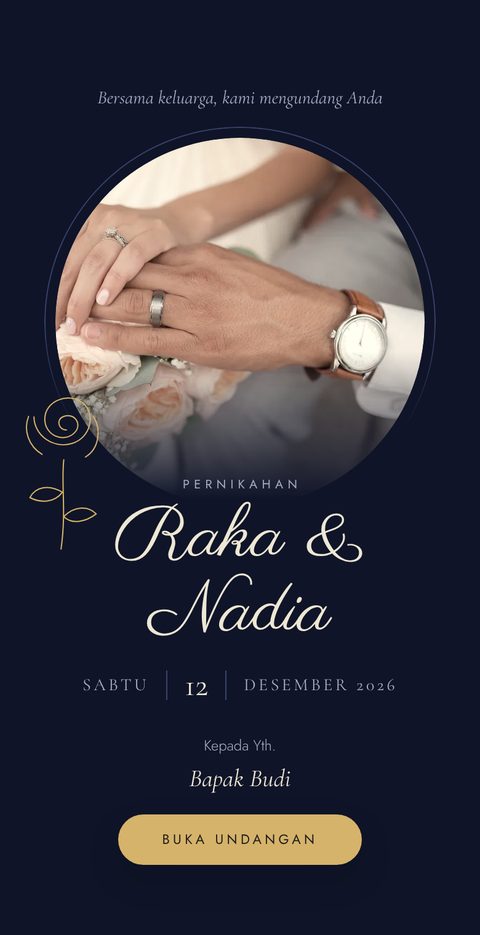 Bersama keluarga, kami mengundang Anda
PERNIKAHAN
Raka &
Nadia
SABTU 12 DESEMBER 2026
Kepada Yth.
Bapak Budi
BUKA UNDANGAN